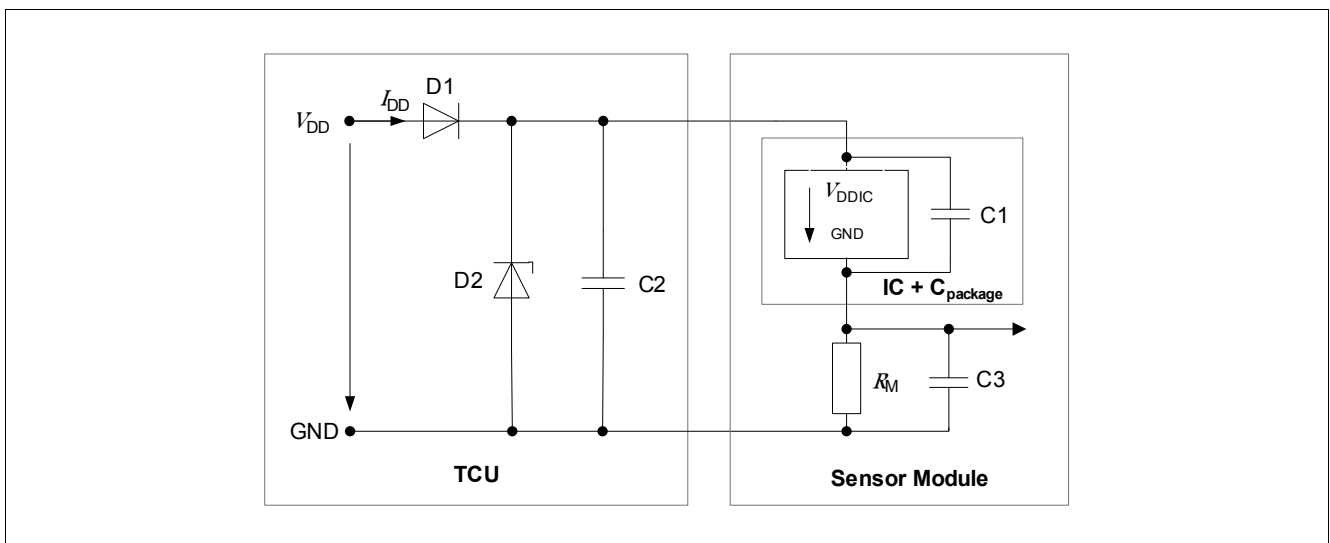 D1
I_DD
V_DD
V_DDIC
C1
GND
D2
C2
IC + C_package
R_M
C3
GND
TCU
Sensor Module